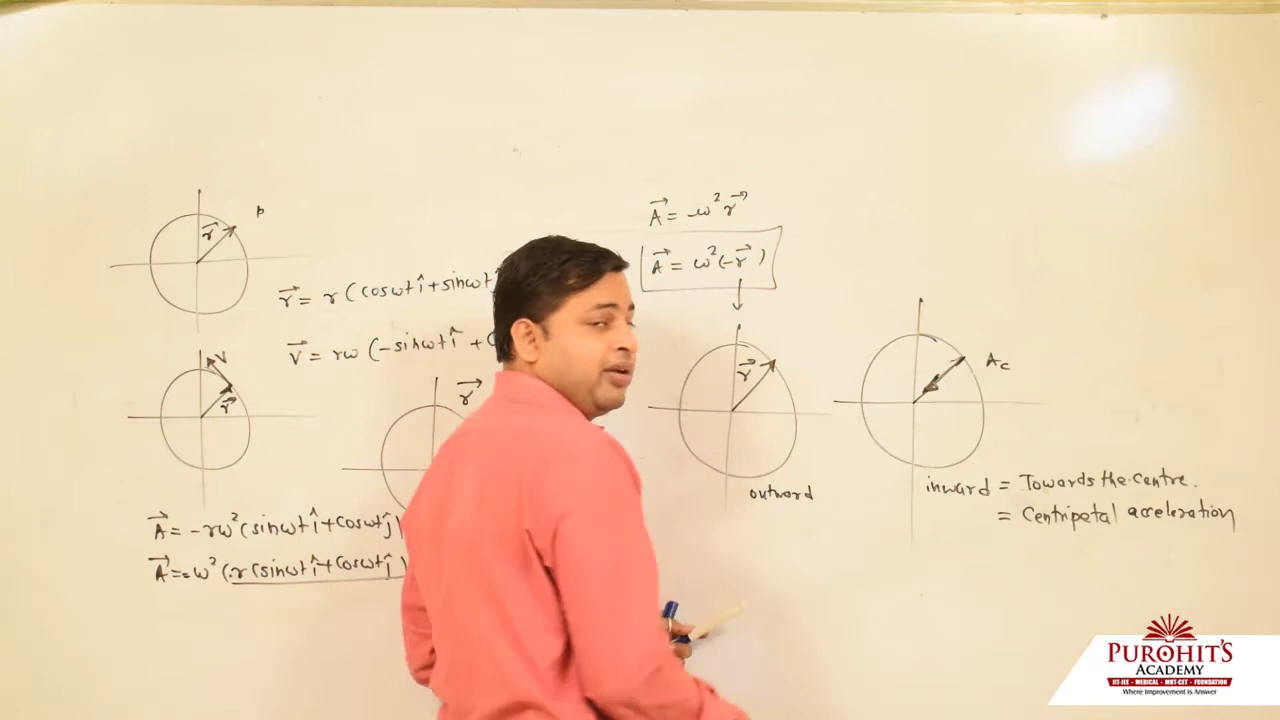 P
r⃗
r⃗ = r (cosωt î + sinωt
V
r⃗
V⃗ = rω (-sinωt î +
r⃗
A⃗ = -rω² (sinωt î + cosωt ĵ)
A⃗ = -ω² (r (sinωt î + cosωt ĵ)
A⃗ = -ω² r⃗
A⃗ = ω² (-r⃗)
r⃗
outward
Ac
inward = Towards the centre.
= Centripetal acceleration
PUROHIT'S
ACADEMY
IIT-JEE - MEDICAL - MHT-CET - FOUNDATION
Where Improvement is Answer